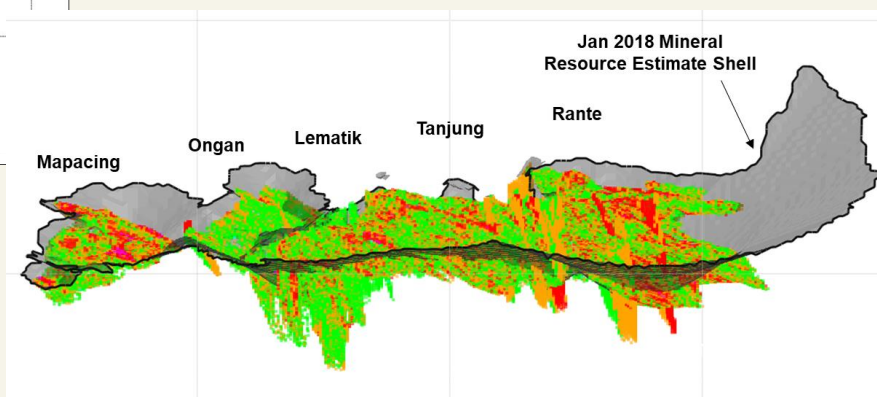 Jan 2018 Mineral
Resource Estimate Shell
Mapacing
Ongan
Lematik
Tanjung
Rante